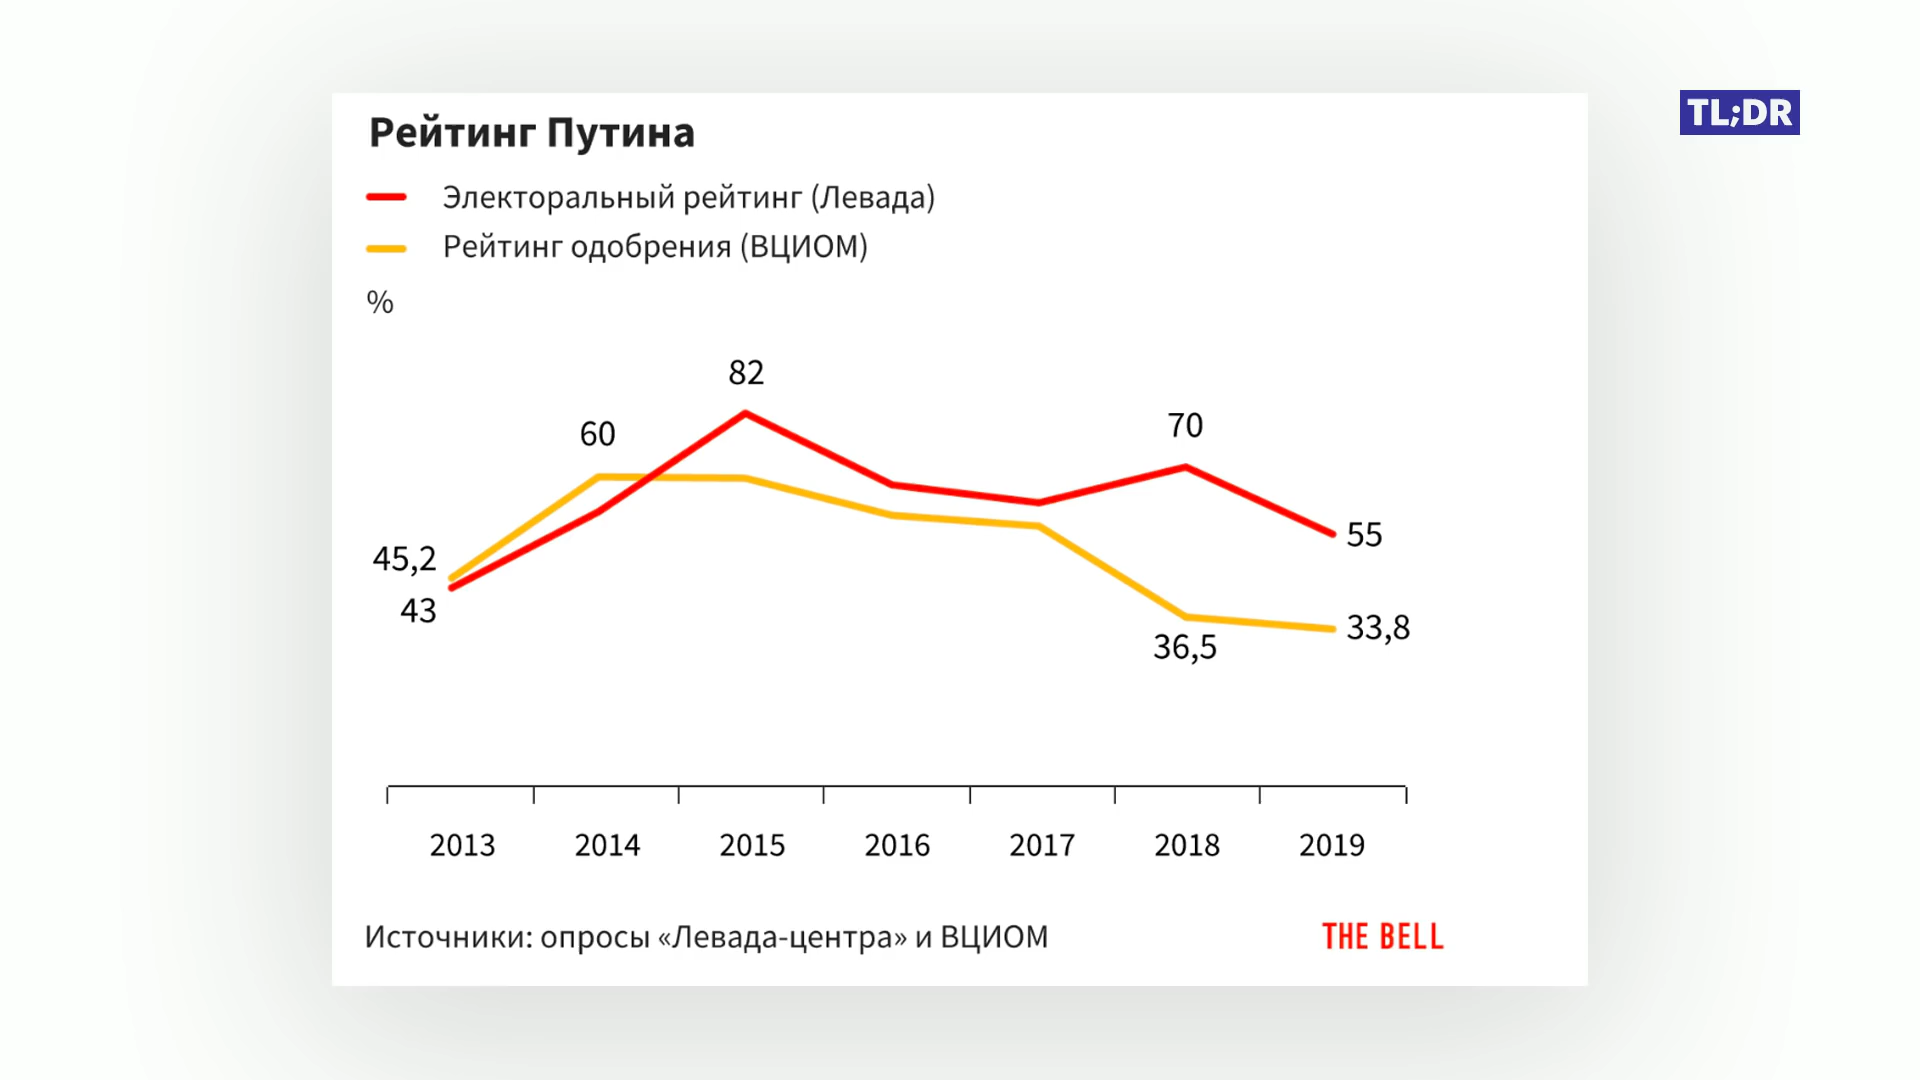 TL;DR
Рейтинг Путина
Электоральный рейтинг (Левада)
Рейтинг одобрения (ВЦИОМ)
%
82
60
70
45,2
43
55
33,8
36,5
2013 2014 2015 2016 2017 2018 2019
Источники: опросы «Левада-центра» и ВЦИОМ
THE BELL